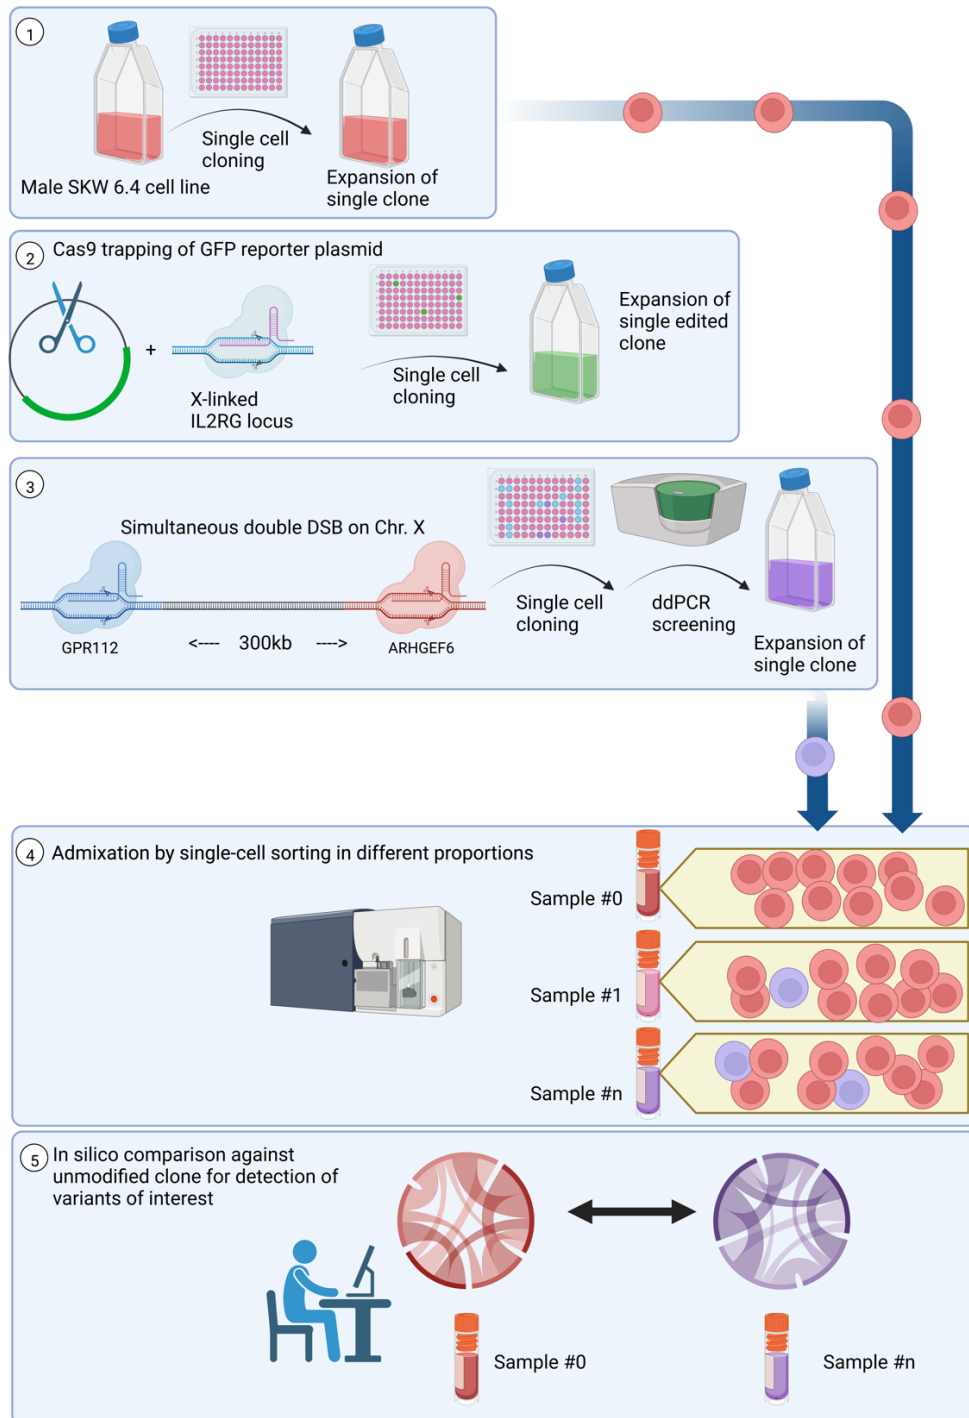 1
Single cell
cloning
Male SKW 6.4 cell line
Expansion of
single clone
2
Cas9 trapping of GFP reporter plasmid
+
X-linked
IL2RG locus
Single cell
cloning
Expansion of
single edited
clone
3
Simultaneous double DSB on Chr. X
GPR112
<---- 300kb ---->
ARHGEF6
Single cell
cloning
ddPCR
screening
Expansion of
single clone
4
Admixation by single-cell sorting in different proportions
Sample #0
Sample #1
Sample #n
5
In silico comparison against
unmodified clone for detection of
variants of interest
Sample #0
Sample #n